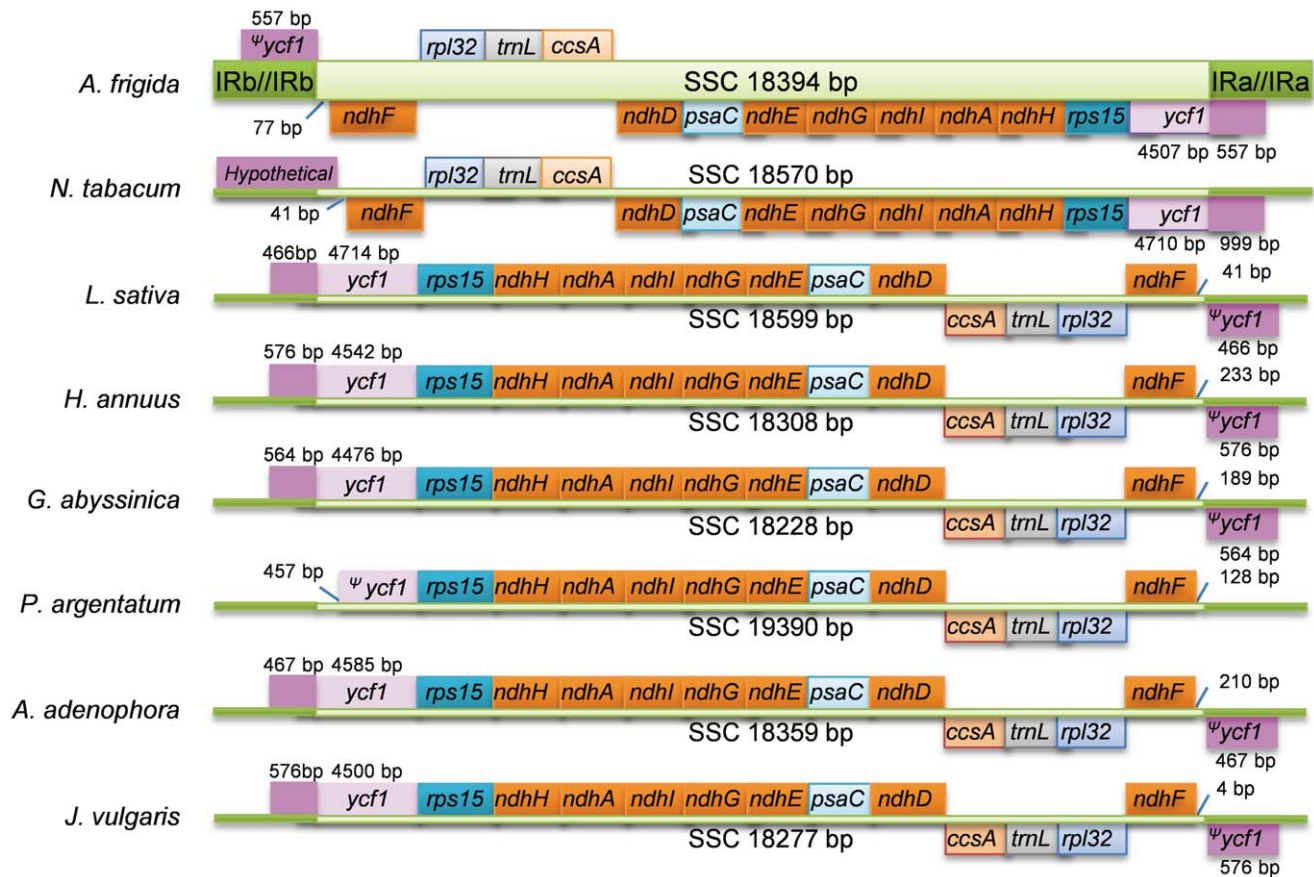 557 bp
Ψycf1 rpl32 trnL ccsA
A. frigida IRb//IRb SSC 18394 bp IRa//IRa
77 bp ndhF ndhD psaC ndhE ndhG ndhI ndhA ndhH rps15 ycf1
4507 bp 557 bp
Hypothetical rpl32 trnL ccsA
N. tabacum SSC 18570 bp
41 bp ndhF ndhD psaC ndhE ndhG ndhI ndhA ndhH rps15 ycf1
4710 bp 999 bp
466bp 4714 bp 41 bp
ycf1 rps15 ndhH ndhA ndhI ndhG ndhE psaC ndhD ndhF
L. sativa
SSC 18599 bp ccsA trnL rpl32 Ψycf1
466 bp
576 bp 4542 bp 233 bp
ycf1 rps15 ndhH ndhA ndhI ndhG ndhE psaC ndhD ndhF
H. annuus
SSC 18308 bp ccsA trnL rpl32 Ψycf1
576 bp
564 bp 4476 bp 189 bp
ycf1 rps15 ndhH ndhA ndhI ndhG ndhE psaC ndhD ndhF
G. abyssinica
SSC 18228 bp ccsA trnL rpl32 Ψycf1
564 bp
457 bp 128 bp
Ψ ycf1 rps15 ndhH ndhA ndhI ndhG ndhE psaC ndhD ndhF
P. argentatum
SSC 19390 bp ccsA trnL rpl32
467 bp 4585 bp 210 bp
ycf1 rps15 ndhH ndhA ndhI ndhG ndhE psaC ndhD ndhF
A. adenophora
SSC 18359 bp ccsA trnL rpl32 Ψycf1
467 bp
576bp 4500 bp 4 bp
ycf1 rps15 ndhH ndhA ndhI ndhG ndhE psaC ndhD ndhF
J. vulgaris
SSC 18277 bp ccsA trnL rpl32 Ψycf1
576 bp